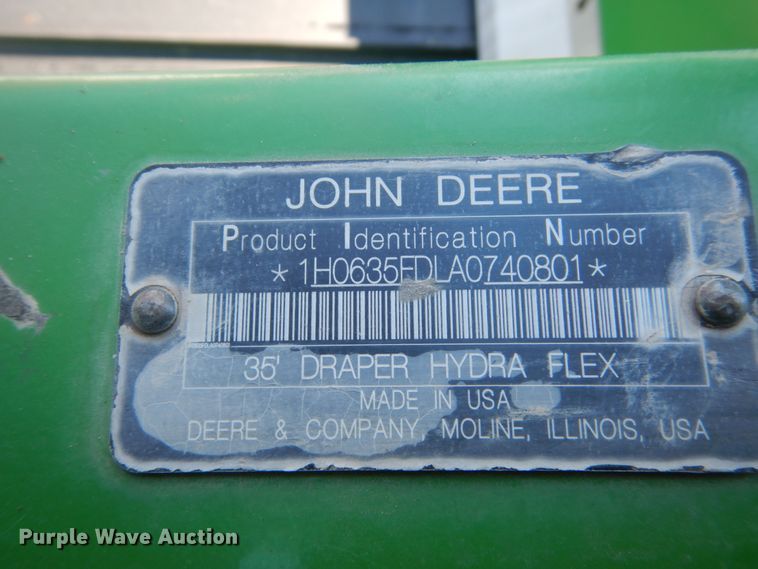 JOHN DEERE
Product Identification Number
*1H0635FDLA0740801*
35' DRAPER HYDRA FLEX
MADE IN USA
DEERE & COMPANY, MOLINE, ILLINOIS, USA
Purple Wave Auction